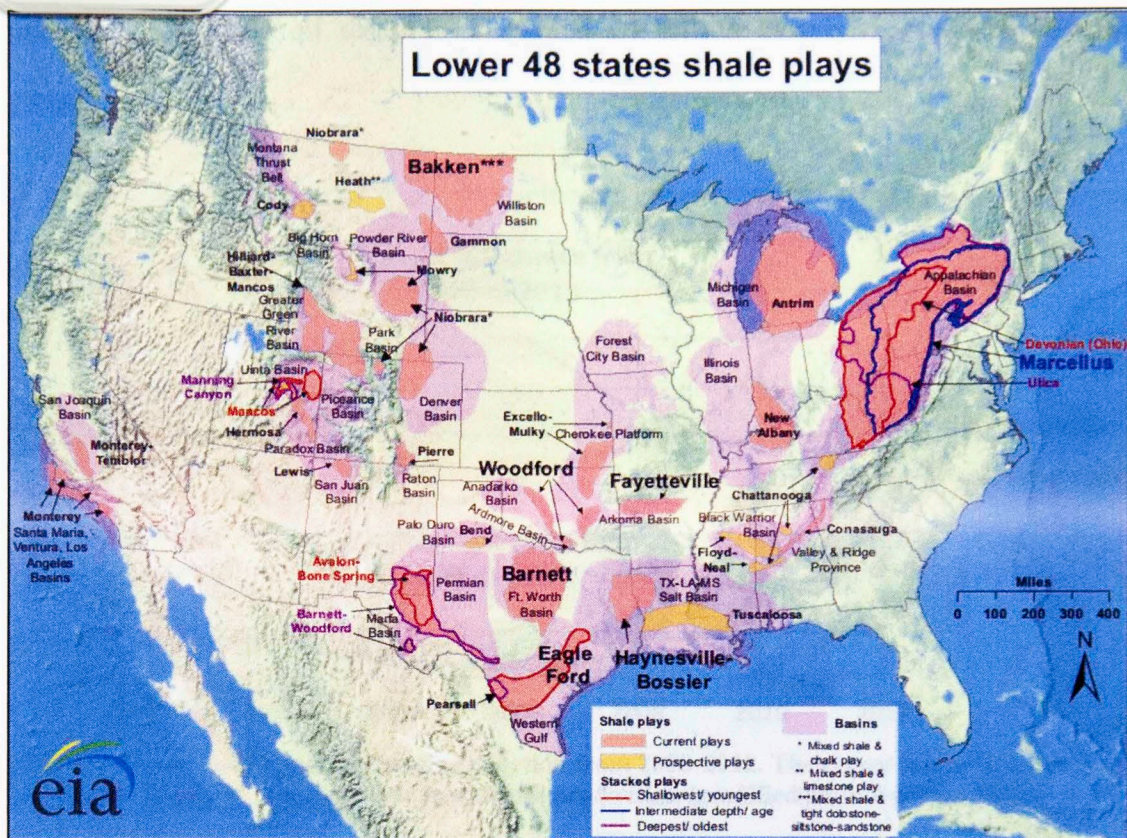 Lower 48 states shale plays
Niobrara*
Montana
Thrust
Belt
Bakken***
Heath**
Cody
Williston
Basin
Big Horn
Basin
Powder River
Basin
Gammon
Hilliard-
Baxter-
Mancos
Mowry
Greater
Green
River
Basin
Park
Basin
Niobrara*
Michigan
Basin
Antrim
Appalachian
Basin
Devonian (Ohio)
Marcellus
Utica
Forest
City Basin
Illinois
Basin
Uinta Basin
Manning
Canyon
Mancos
Piceance
Basin
Denver
Basin
San Joaquin
Basin
Hermosa
Excello-
Mulky
Cherokee Platform
New
Albany
Monterey-
Temblor
Paradox Basin
Lewis
San Juan
Basin
Pierre
Raton
Basin
Woodford
Anadarko
Basin
Fayetteville
Arkoma Basin
Chattanooga
Black Warrior
Basin
Conasauga
Monterey
Santa Maria,
Ventura, Los
Angeles
Basins
Palo Duro
Basin
Bend
Ardmore Basin
Floyd-
Neal
Valley & Ridge
Province
Avalon-
Bone Spring
Permian
Basin
Barnett
Ft. Worth
Basin
TX-LA-MS
Salt Basin
Tuscaloosa
Miles
0 100 200 300 400
Barnett-
Woodford
Marfa
Basin
Eagle
Ford
Haynesville-
Bossier
N
Pearsall
Western
Gulf
Shale plays
Current plays
Prospective plays
Stacked plays
Shallowest/ youngest
Intermediate depth/ age
Deepest/ oldest
Basins
* Mixed shale &
chalk play
** Mixed shale &
limestone play
***Mixed shale &
tight dolostone-
siltstone-sandstone
eia